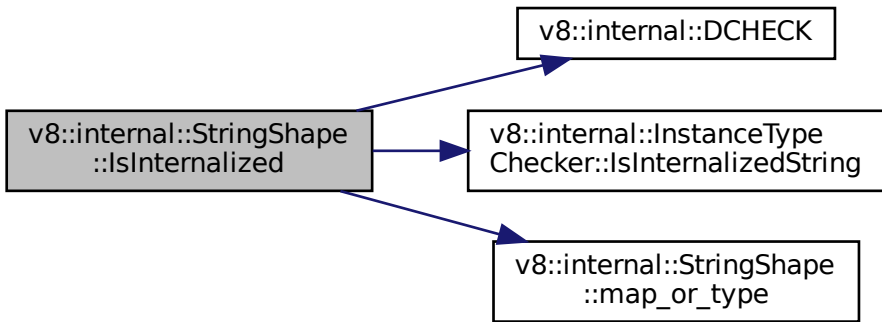 v8::internal::StringShape
::IsInternalized
v8::internal::DCHECK
v8::internal::InstanceType
Checker::IsInternalizedString
v8::internal::StringShape
::map_or_type